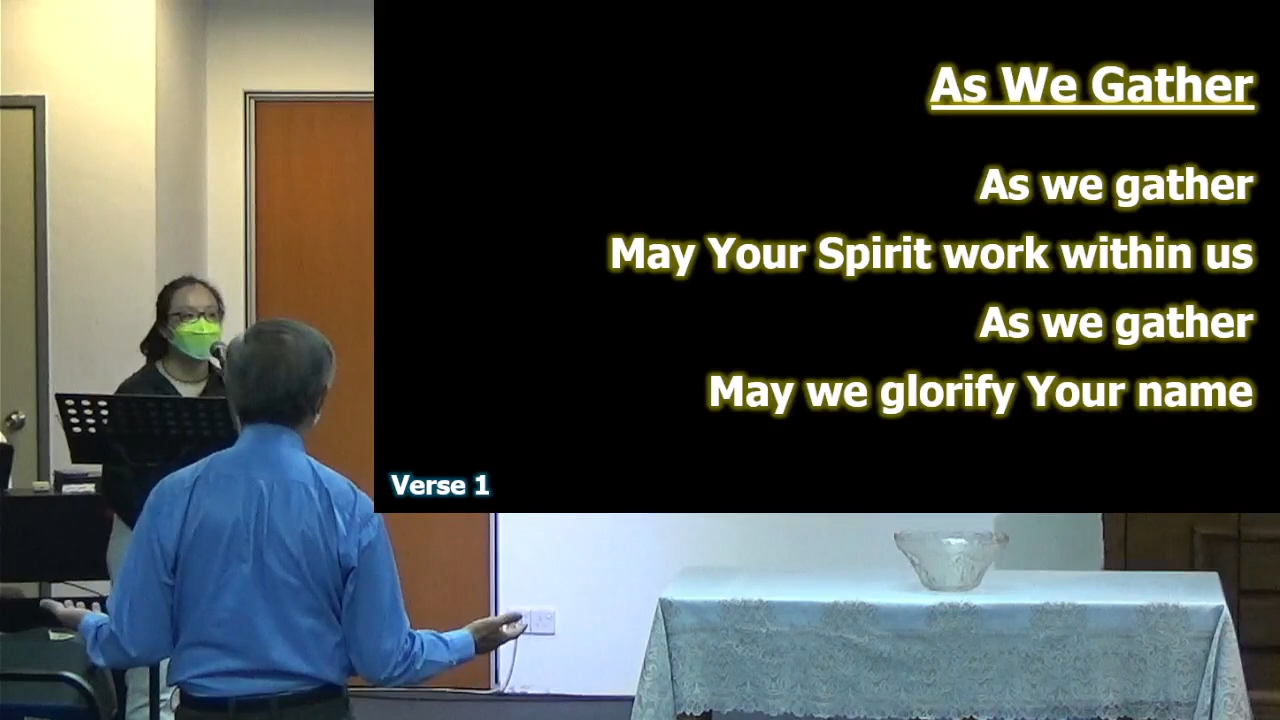 As We Gather
As we gather
May Your Spirit work within us
As we gather
May we glorify Your name
Verse 1